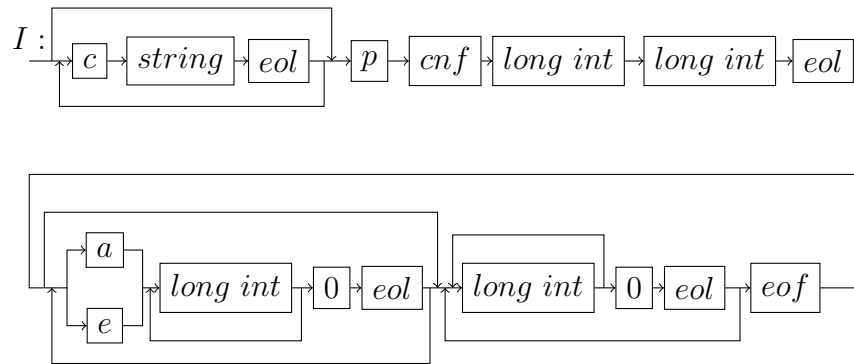 I :
c string eol p cnf long int long int eol
a
long int 0 eol long int 0 eol eof
e